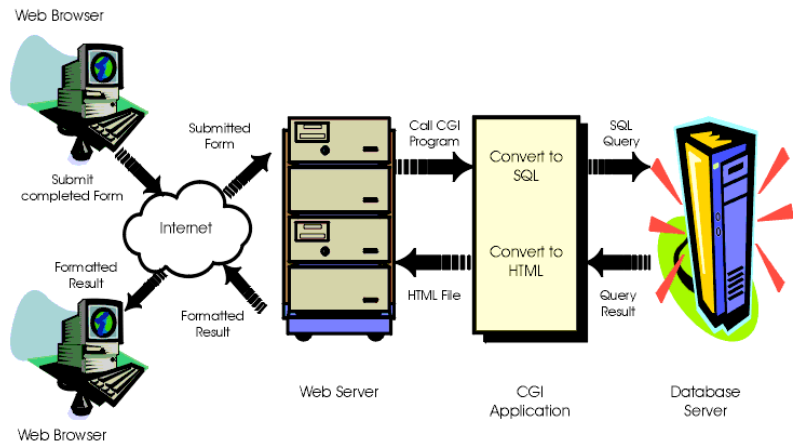 Web Browser
Submit
completed Form
Submitted
Form
Internet
Formatted
Result
Formatted
Result
Web Browser
Call CGI
Program
HTML File
Web Server
Convert to
SQL
Convert to
HTML
CGI
Application
SQL
Query
Query
Result
Database
Server